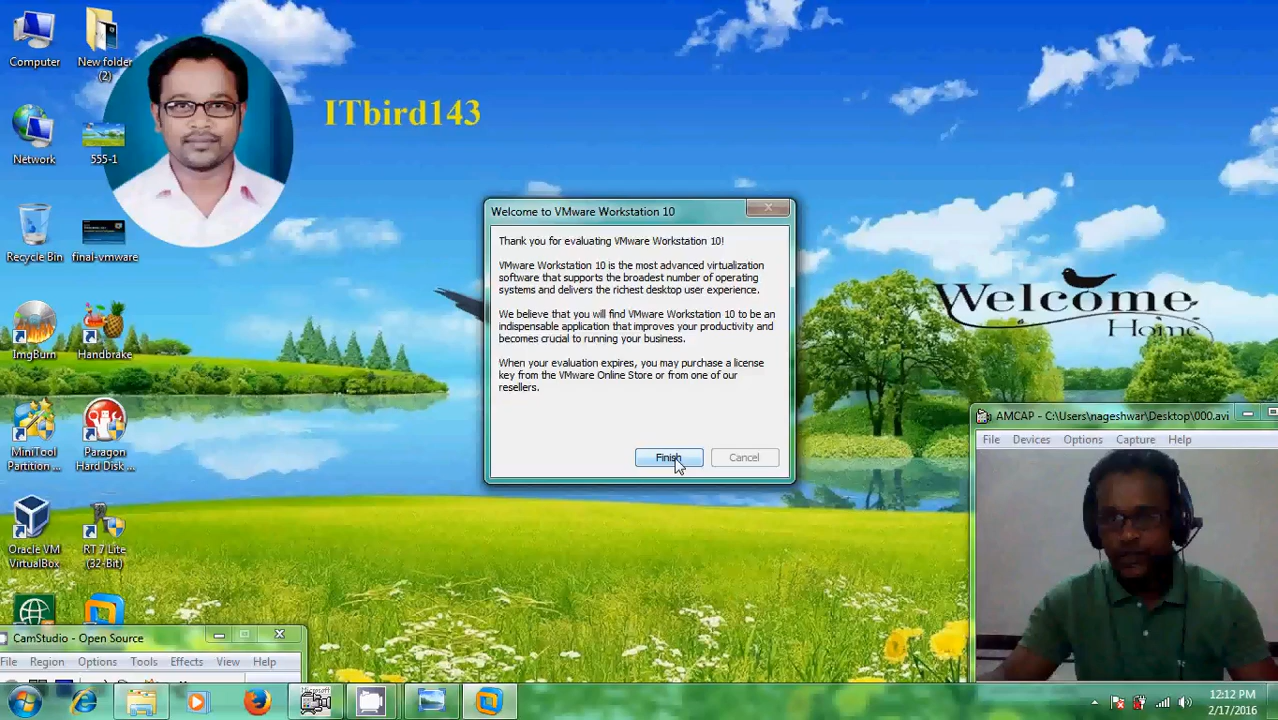 Computer
New folder
(2)
ITbird143
Network
555-1
Recycle Bin
final-vmware
ImgBurn
Handbrake
MiniTool
Partition ...
Paragon
Hard Disk ...
Oracle VM
VirtualBox
RT 7 Lite
(32-Bit)
Welcome to VMware Workstation 10
Thank you for evaluating VMware Workstation 10!
VMware Workstation 10 is the most advanced virtualization
software that supports the broadest number of operating
systems and delivers the richest desktop user experience.
We believe that you will find VMware Workstation 10 to be an
indispensable application that improves your productivity and
becomes crucial to running your business.
When your evaluation expires, you may purchase a license
key from the VMware Online Store or from one of our
resellers.
Finish
Cancel
Welcome
Home
AMCAP - C:\Users\nageshwar\Desktop\000.avi
File Devices Options Capture Help
CamStudio - Open Source
File Region Options Tools Effects View Help
Microsoft
12:12 PM
2/17/2016